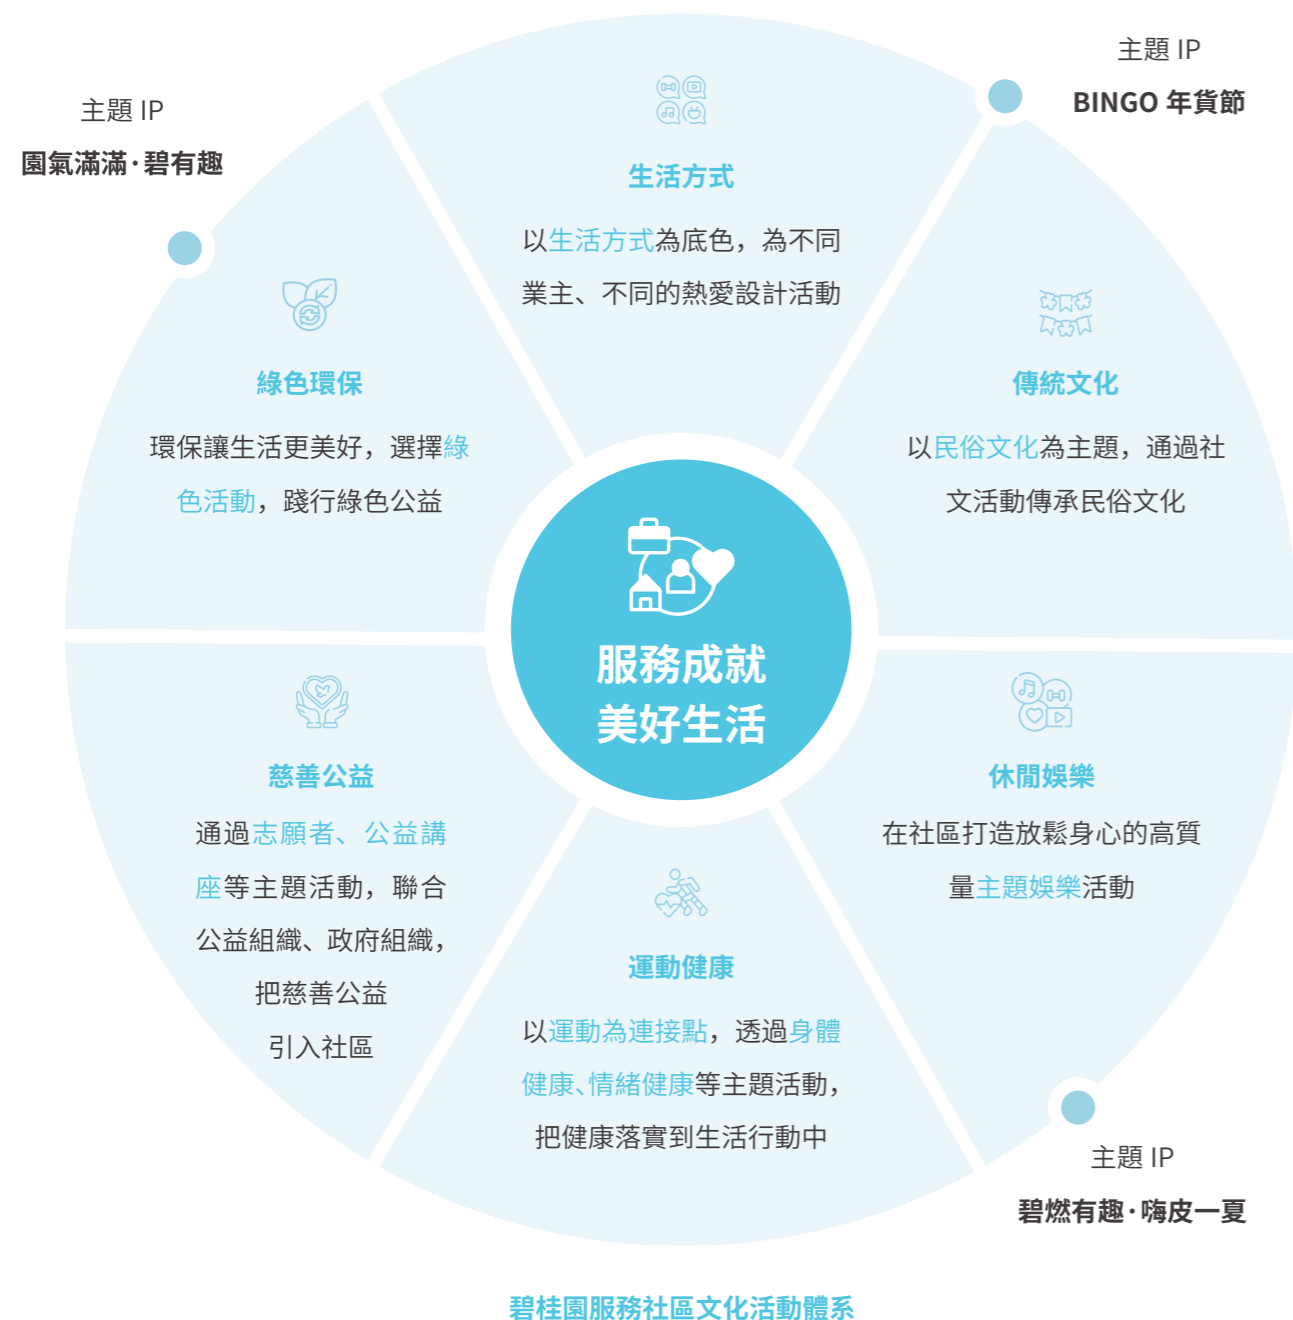 主題 IP
BINGO 年貨節
主題 IP
園氣滿滿·碧有趣
生活方式
以生活方式為底色，為不同
業主、不同的熱愛設計活動
綠色環保
環保讓生活更美好，選擇綠
色活動，踐行綠色公益
傳統文化
以民俗文化為主題，通過社
文活動傳承民俗文化
服務成就
美好生活
慈善公益
通過志願者、公益講
座等主題活動，聯合
公益組織、政府組織，
把慈善公益
引入社區
休閒娛樂
在社區打造放鬆身心的高質
量主題娛樂活動
運動健康
以運動為連接點，透過身體
健康、情緒健康等主題活動，
把健康落實到生活行動中
主題 IP
碧燃有趣·嗨皮一夏
碧桂園服務社區文化活動體系